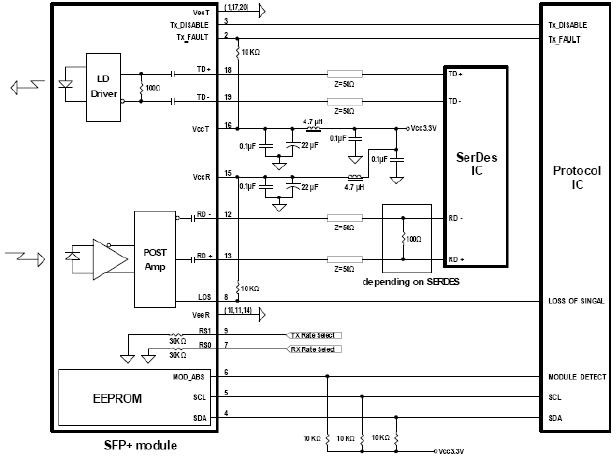 VeeT (1,17,20)
Tx_DISABLE 3 Tx_DISABLE
Tx_FAULT 2 Tx_FAULT
10 KΩ
LD Driver
100Ω
TD + 18 Z=50Ω TD +
TD - 19 Z=50Ω TD -
VccT 16 4.7 µH Vcc3.3V
0.1µF 22 µF 0.1µF 0.1µF
SerDes IC
Protocol IC
VccR 15 4.7 µH
0.1µF 22 µF
POST Amp
RD - 12 Z=50Ω RD -
100Ω
RD + 13 Z=50Ω RD +
depending on SERDES
10 KΩ
LOS 8 LOSS OF SINGAL
VeeR (10,11,14)
RS1 9 TX Rate Select
30KΩ
RS0 7 RX Rate Select
30KΩ
EEPROM
MOD_ABS 6 MODULE DETECT
SCL 5 SCL
SDA 4 SDA
10 KΩ 10 KΩ 10 KΩ
Vcc3.3V
SFP+ module